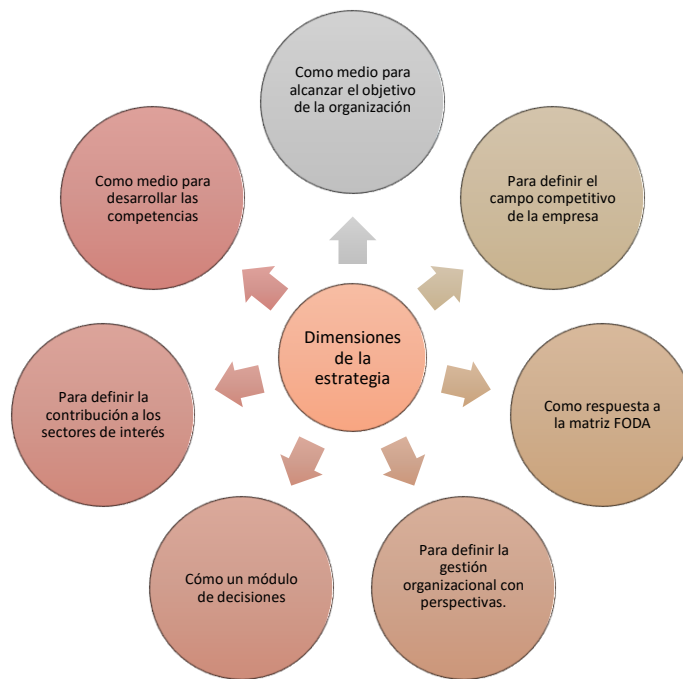 Como medio para
alcanzar el objetivo
de la organización
Para definir el
campo competitivo
de la empresa
Como respuesta a
la matriz FODA
Para definir la
gestión
organizacional con
perspectivas.
Cómo un módulo
de decisiones
Para definir la
contribución a los
sectores de interés
Como medio para
desarrollar las
competencias
Dimensiones
de la
estrategia